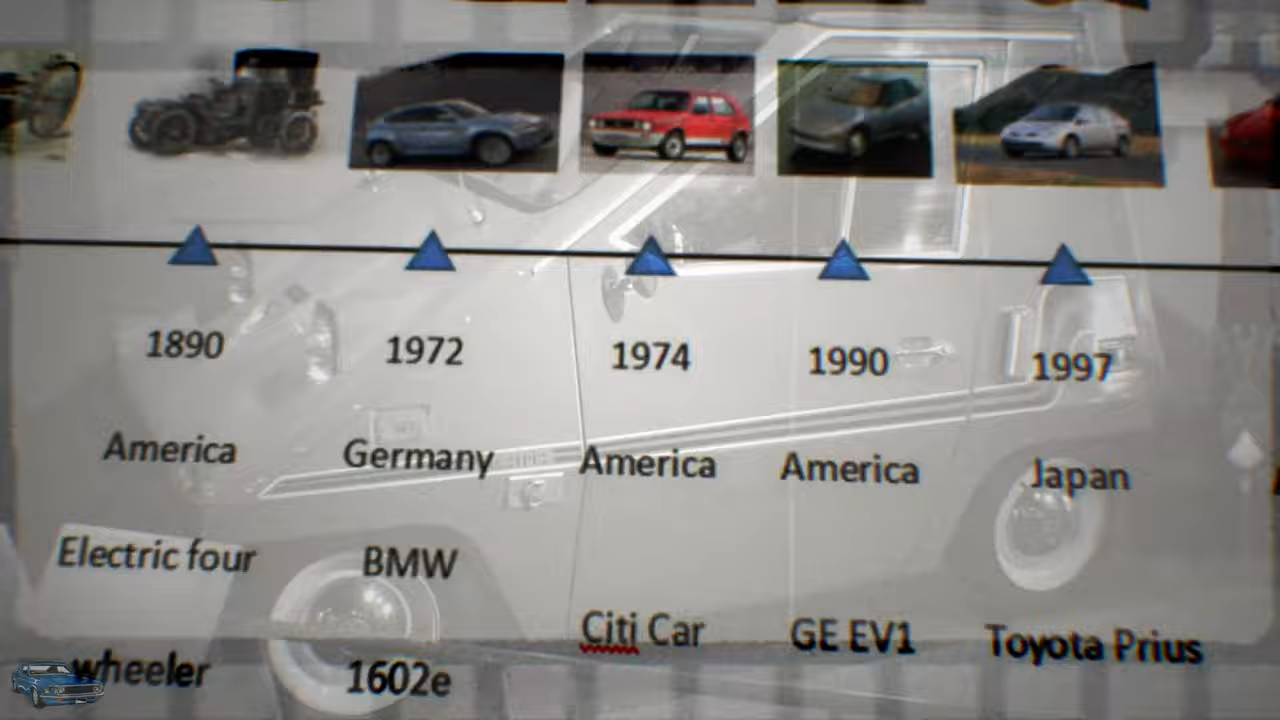 1890 1972 1974 1990 1997
America Germany America America Japan
Electric four BMW Citi Car GE EV1 Toyota Prius
wheeler 1602e